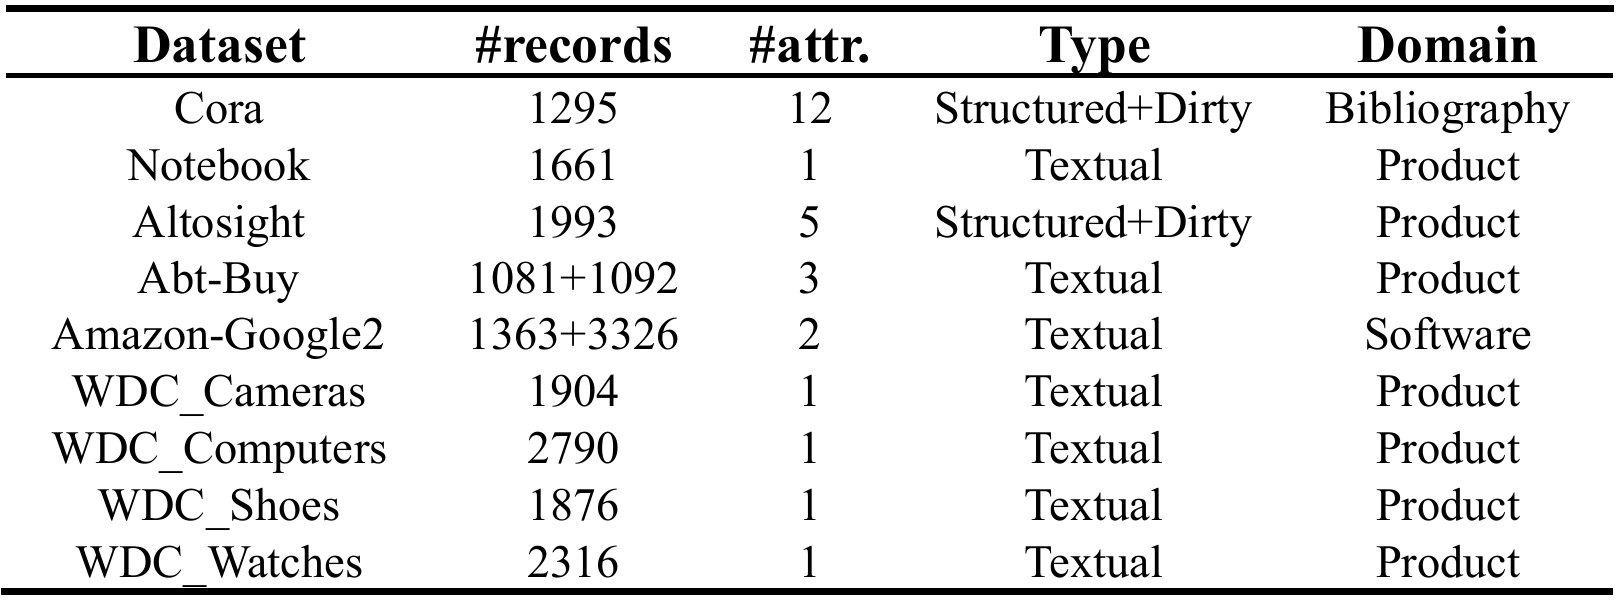 Dataset #records #attr. Type Domain
Cora 1295 12 Structured+Dirty Bibliography
Notebook 1661 1 Textual Product
Altosight 1993 5 Structured+Dirty Product
Abt-Buy 1081+1092 3 Textual Product
Amazon-Google2 1363+3326 2 Textual Software
WDC_Cameras 1904 1 Textual Product
WDC_Computers 2790 1 Textual Product
WDC_Shoes 1876 1 Textual Product
WDC_Watches 2316 1 Textual Product